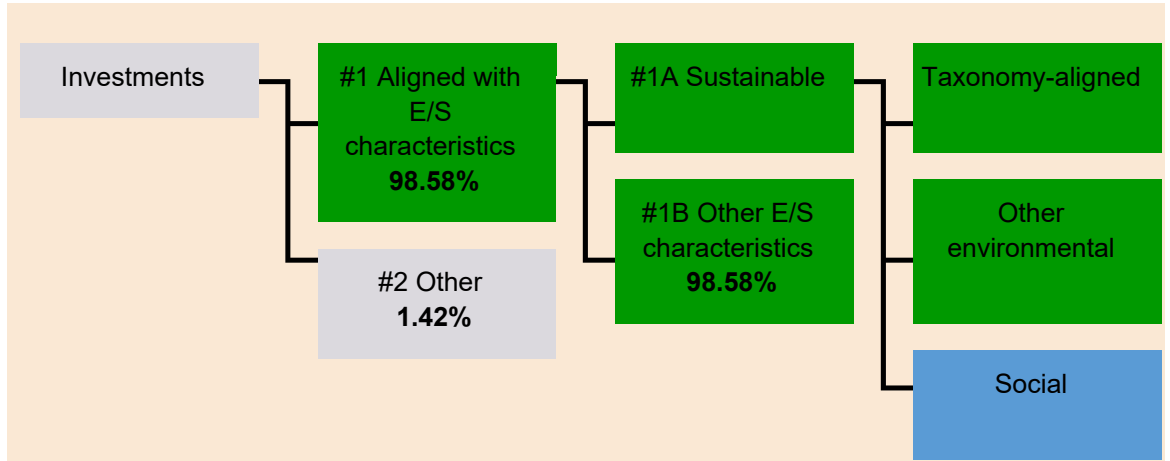 Investments
#1 Aligned with
E/S
characteristics
98.58%
#2 Other
1.42%
#1A Sustainable
#1B Other E/S
characteristics
98.58%
Taxonomy-aligned
Other
environmental
Social